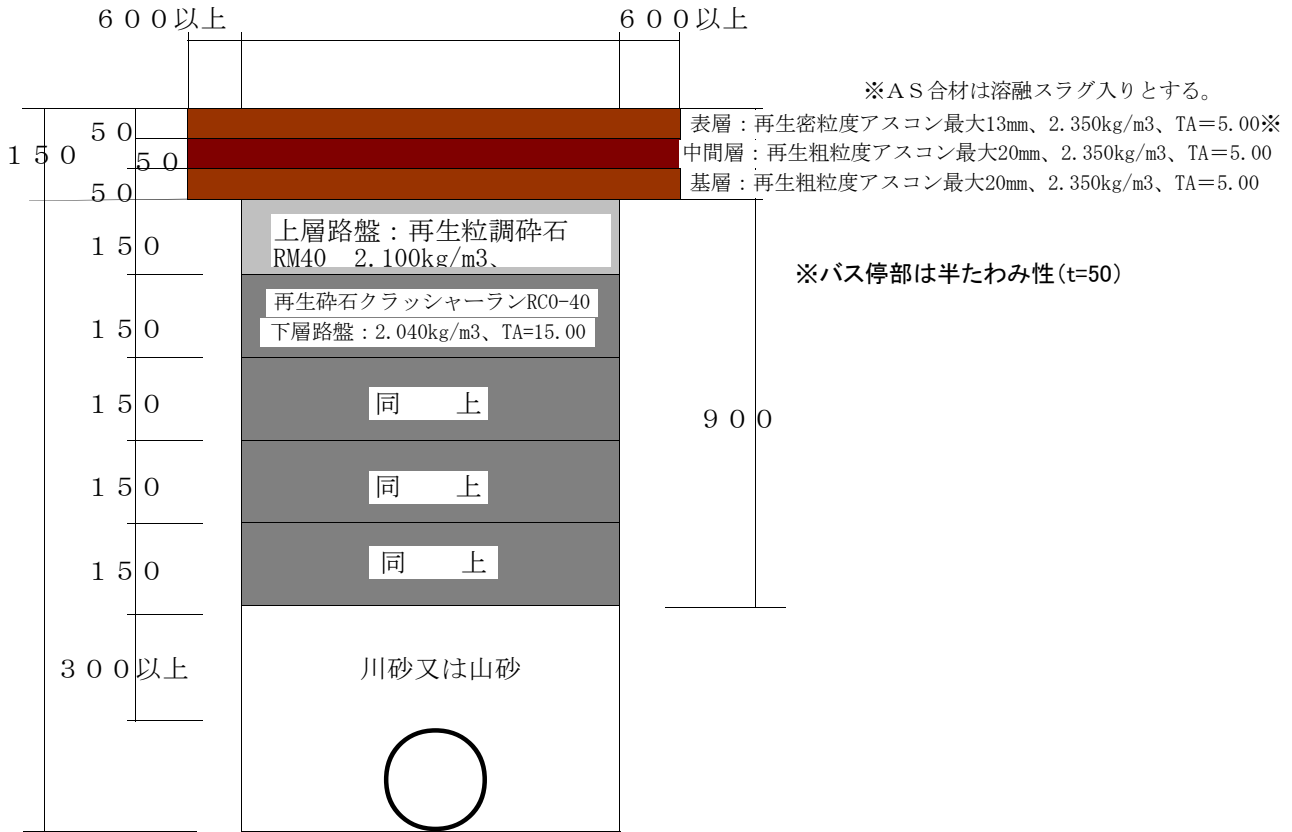 ６００以上
６００以上
※ＡＳ合材は溶融スラグ入りとする。
５０
表層：再生密粒度アスコン最大13mm、2.350kg/m3、TA＝5.00※
１５０
５０
中間層：再生粗粒度アスコン最大20mm、2.350kg/m3、TA＝5.00
５０
基層：再生粗粒度アスコン最大20mm、2.350kg/m3、TA＝5.00
１５０
上層路盤：再生粒調砕石
RM40　2.100kg/m3、
※バス停部は半たわみ性(t=50)
１５０
再生砕石クラッシャーランRC0-40
下層路盤：2.040kg/m3、TA=15.00
１５０
同　　上
９００
１５０
同　　上
１５０
同　　上
３００以上
川砂又は山砂